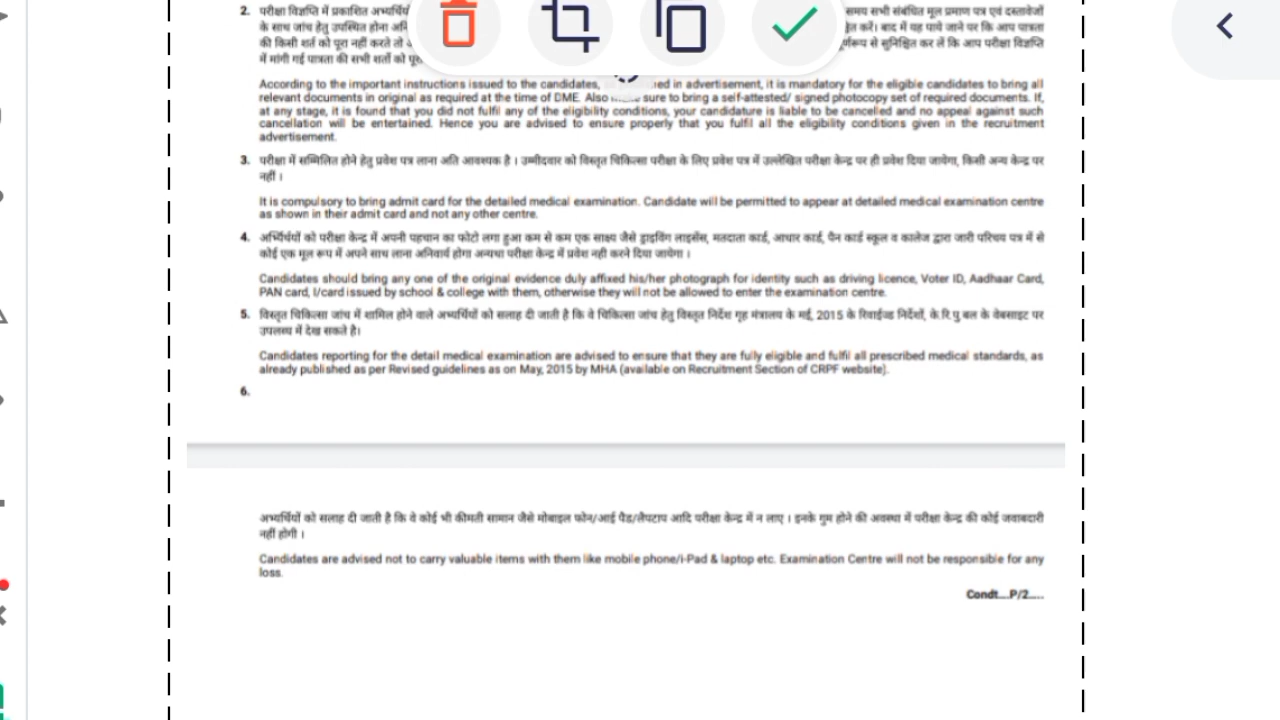 2. परीक्षा विज्ञप्ति में प्रकाशित अभ्यर्थि समय सभी संबंधित मूल प्रमाण पत्र एवं दस्तावेजों
के साथ जांच हेतु उपस्थित होना करें। बाद में यह पाये जाने पर कि आप पात्रता
की किसी शर्त को पूरा नहीं करते तो सुनिश्चित कर लें कि आप परीक्षा विज्ञप्ति
में मांगी गई पात्रता की सभी शर्तों को
According to the important instructions issued to the candidates, in advertisement, it is mandatory for the eligible candidates to bring all
relevant documents in original as required at the time of DME. Also sure to bring a self-attested/ signed photocopy set of required documents. If,
at any stage, it is found that you did not fulfil any of the eligibility conditions, your candidature is liable to be cancelled and no appeal against such
cancellation will be entertained. Hence you are advised to ensure properly that you fulfil all the eligibility conditions given in the recruitment
advertisement.
3. परीक्षा में सम्मिलित होने हेतु प्रवेश पत्र लाना अति आवश्यक है । उम्मीदवार को विस्तृत चिकित्सा परीक्षा के लिए प्रवेश पत्र में उल्लेखित परीक्षा केन्द्र पर ही प्रवेश दिया जायेगा, किसी अन्य केन्द्र पर
नहीं ।
It is compulsory to bring admit card for the detailed medical examination. Candidate will be permitted to appear at detailed medical examination centre
as shown in their admit card and not any other centre.
4. अभ्यिर्थियों को परीक्षा केन्द्र में अपनी पहचान का फोटो लगा हुआ कम से कम एक साक्ष्य जैसे ड्राइविंग लाइसेंस, मतदाता कार्ड, आधार कार्ड, पैन कार्ड स्कूल व कालेज द्वारा जारी परिचय पत्र में से
कोई एक मूल रूप में अपने साथ लाना अनिवार्य होगा अन्यथा परीक्षा केन्द्र में प्रवेश नही करने दिया जायेगा ।
Candidates should bring any one of the original evidence duly affixed his/her photograph for identity such as driving licence, Voter ID, Aadhaar Card,
PAN card, I/card issued by school & college with them, otherwise they will not be allowed to enter the examination centre.
5. विस्तृत चिकित्सा जांच में शामिल होने वाले अभ्यर्थियों को सलाह दी जाती है कि वे चिकित्सा जांच हेतु विस्तृत निर्देश गृह मंत्रालय के मई, 2015 के रिवाईज्ड निर्देशों, के.रि.पु बल के वेबसाइट पर
उपलब्ध में देख सकते है।
Candidates reporting for the detail medical examination are advised to ensure that they are fully eligible and fulfil all prescribed medical standards, as
already published as per Revised guidelines as on May, 2015 by MHA (available on Recruitment Section of CRPF website).
6.
अभ्यर्थियों को सलाह दी जाती है कि वे कोई भी कीमती सामान जैसे मोबाइल फोन/आई पैड/लैपटाप आदि परीक्षा केन्द्र में न लाए । इनके गुम होने की अवस्था में परीक्षा केन्द्र की कोई जवाबदारी
नहीं होगी ।
Candidates are advised not to carry valuable items with them like mobile phone/i-Pad & laptop etc. Examination Centre will not be responsible for any
loss.
Condt....P/2.....